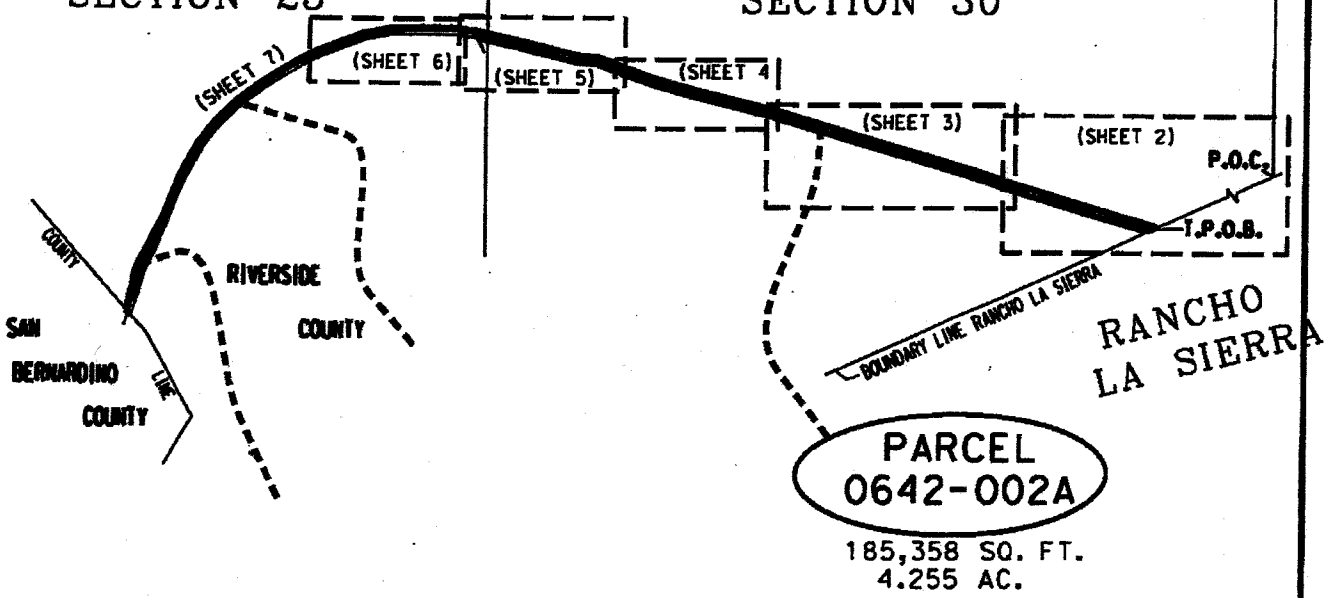 SECTION 30
(SHEET 7)
(SHEET 6)
(SHEET 5)
(SHEET 4
(SHEET 3)
(SHEET 2)
P.O.C.
T.P.O.B.
COUNTY
LINE
RIVERSIDE
COUNTY
SAN
BERNARDINO
COUNTY
BOUNDARY LINE RANCHO LA SIERRA
RANCHO
LA SIERRA
PARCEL
0642-002A
185,358 SQ. FT.
4.255 AC.